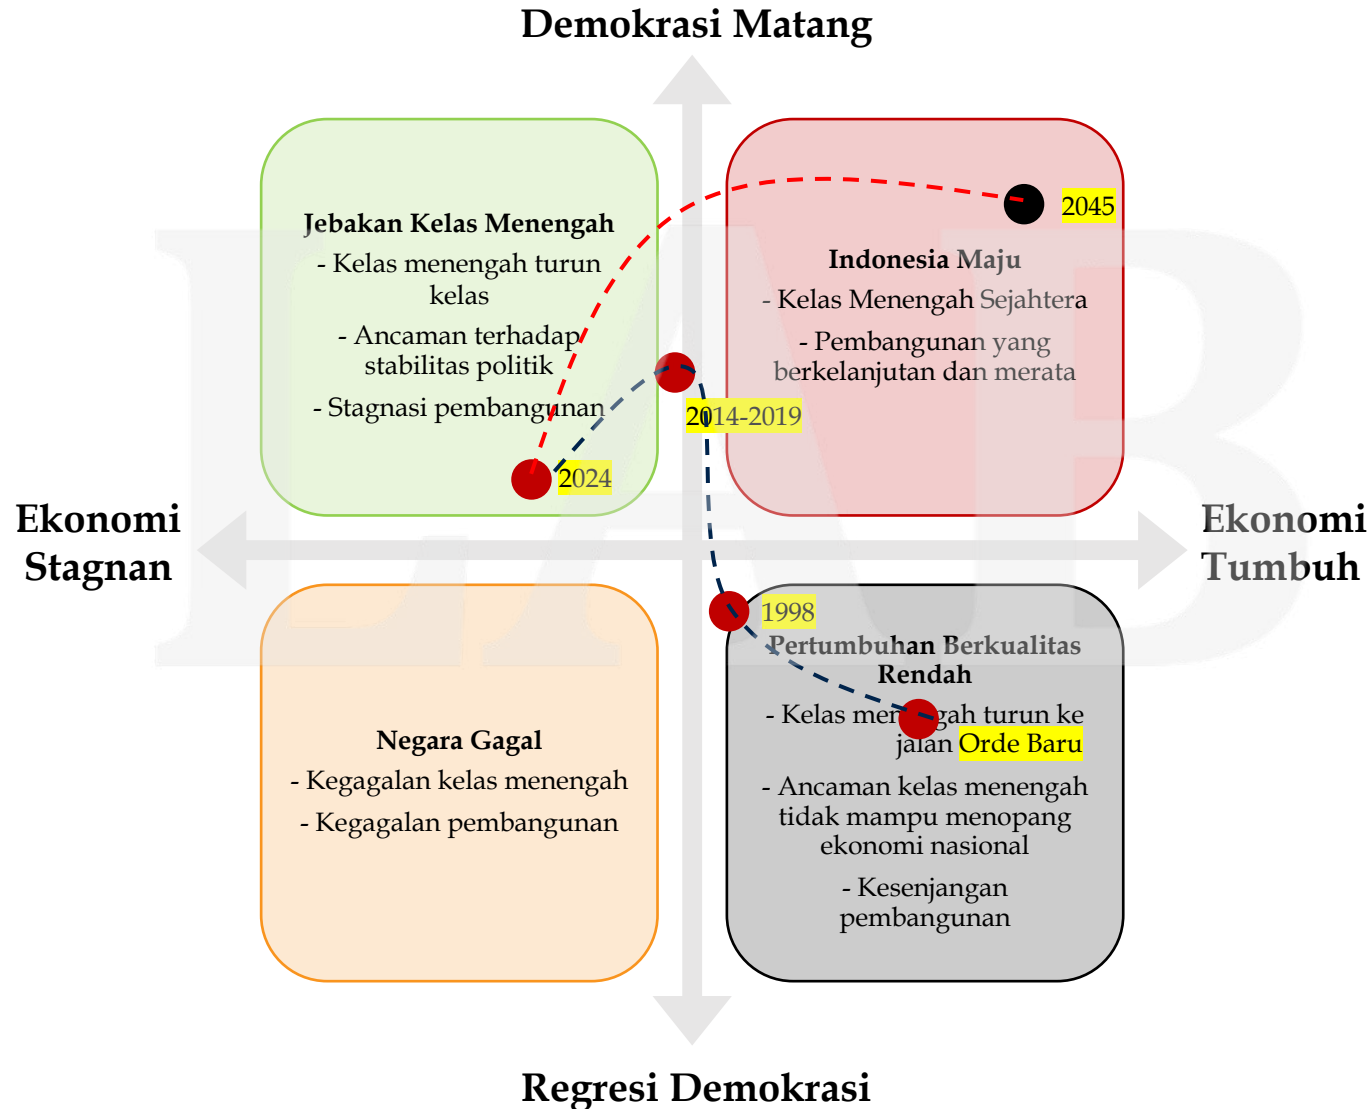 Demokrasi Matang
Jebakan Kelas Menengah
- Kelas menengah turun
kelas
- Ancaman terhadap
stabilitas politik
- Stagnasi pembangunan
2024
2045
Indonesia Maju
- Kelas Menengah Sejahtera
- Pembangunan yang
berkelanjutan dan merata
2014-2019
Ekonomi
Stagnan
Ekonomi
Tumbuh
Negara Gagal
- Kegagalan kelas menengah
- Kegagalan pembangunan
1998
Pertumbuhan Berkualitas
Rendah
- Kelas menengah turun ke
jalan Orde Baru
- Ancaman kelas menengah
tidak mampu menopang
ekonomi nasional
- Kesenjangan
pembangunan
Regresi Demokrasi
LAB